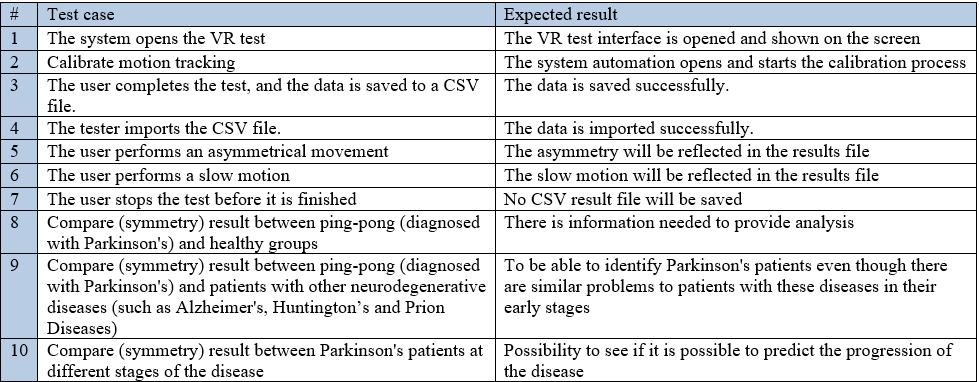 # Test case Expected result
1 The system opens the VR test The VR test interface is opened and shown on the screen
2 Calibrate motion tracking The system automation opens and starts the calibration process
3 The user completes the test, and the data is saved to a CSV The data is saved successfully.
file.
4 The tester imports the CSV file. The data is imported successfully.
5 The user performs an asymmetrical movement The asymmetry will be reflected in the results file
6 The user performs a slow motion The slow motion will be reflected in the results file
7 The user stops the test before it is finished No CSV result file will be saved
8 Compare (symmetry) result between ping-pong (diagnosed There is information needed to provide analysis
with Parkinson's) and healthy groups
9 Compare (symmetry) result between ping-pong (diagnosed
with Parkinson's) and patients with other neurodegenerative
diseases (such as Alzheimer's, Huntington’s and Prion
Diseases)
To be able to identify Parkinson's patients even though there
are similar problems to patients with these diseases in their
early stages
10 Compare (symmetry) result between Parkinson's patients at
different stages of the disease
Possibility to see if it is possible to predict the progression of
the disease